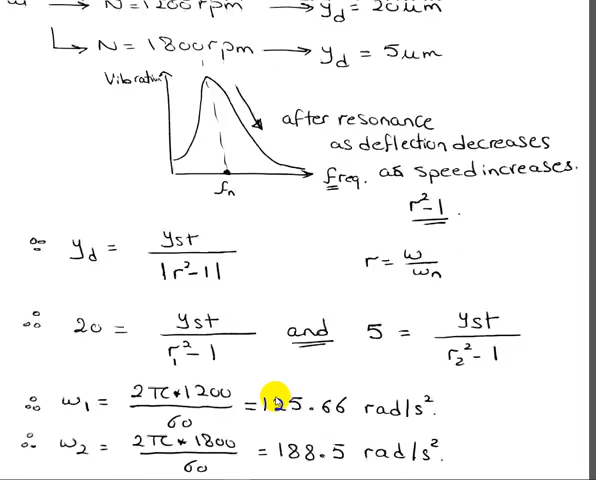 → N = 1200 rpm → yd = 20 μm
→ N = 1800 rpm → yd = 5 μm
Vibration
after resonance
as deflection decreases
freq. as speed increases.
fn
r²-1
∴ yd = yst / |r²-1|
r = ω/ωn
∴ 20 = yst / r₁²-1 and 5 = yst / r₂²-1
∴ ω₁ = 2π*1200 / 60 = 125.66 rad/s².
∴ ω₂ = 2π*1800 / 60 = 188.5 rad/s².